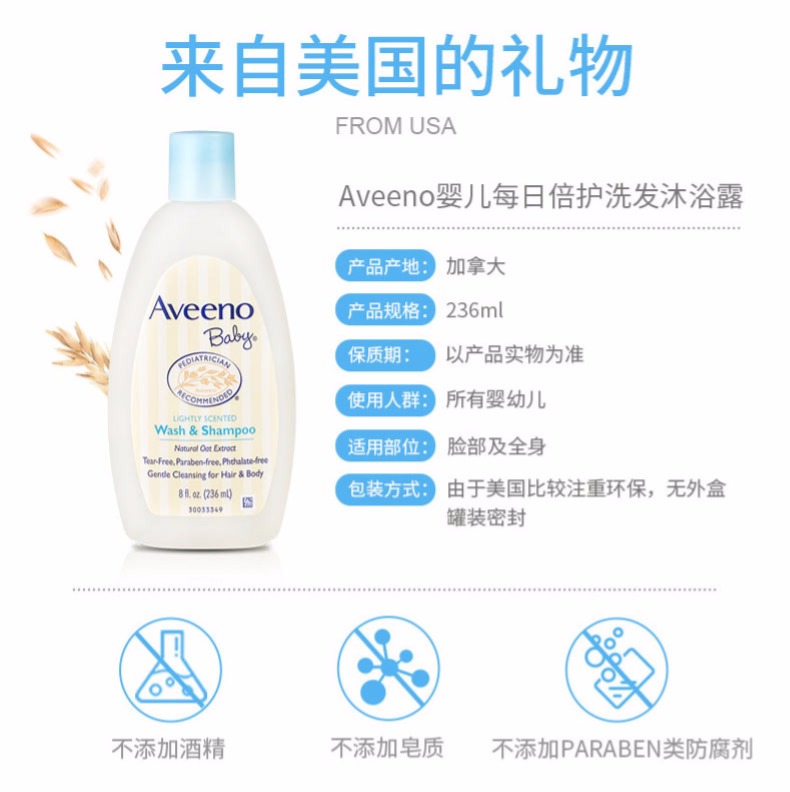 来自美国的礼物
FROM USA
Aveeno婴儿每日倍护洗发沐浴露
产品产地： 加拿大
产品规格： 236ml
保质期： 以产品实物为准
使用人群： 所有婴幼儿
适用部位： 脸部及全身
包装方式： 由于美国比较注重环保，无外盒
罐装密封
Aveeno
Baby®
PEDIATRICIAN
RECOMMENDED®
LIGHTLY SCENTED
Wash & Shampoo
Natural Oat Extract
Tear-Free, Paraben-free, Phthalate-free
Gentle Cleansing for Hair & Body
8 fl. oz. (236 mL)
30033349
不添加酒精
不添加皂质
不添加PARABEN类防腐剂